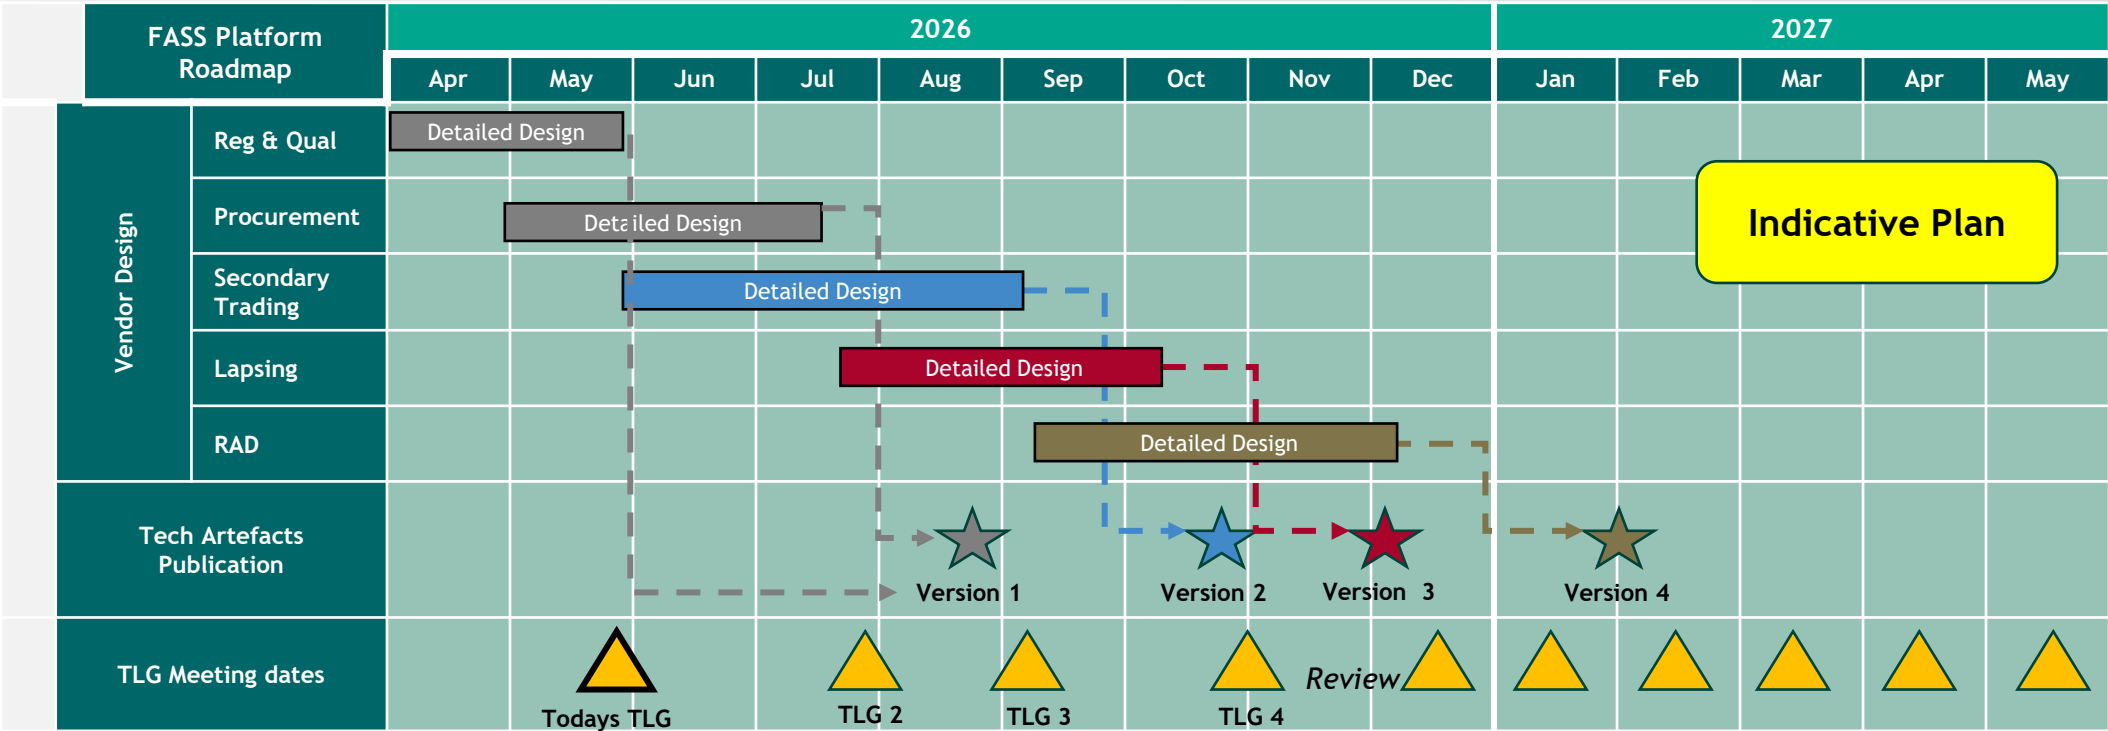 FASS Platform
Roadmap
2026
2027
Apr
May
Jun
Jul
Aug
Sep
Oct
Nov
Dec
Jan
Feb
Mar
Apr
May
Vendor Design
Reg & Qual
Detailed Design
Procurement
Detailed Design
Indicative Plan
Secondary
Trading
Detailed Design
Lapsing
Detailed Design
RAD
Detailed Design
Tech Artefacts
Publication
Version 1
Version 2
Version 3
Version 4
TLG Meeting dates
Review
Todays TLG
TLG 2
TLG 3
TLG 4